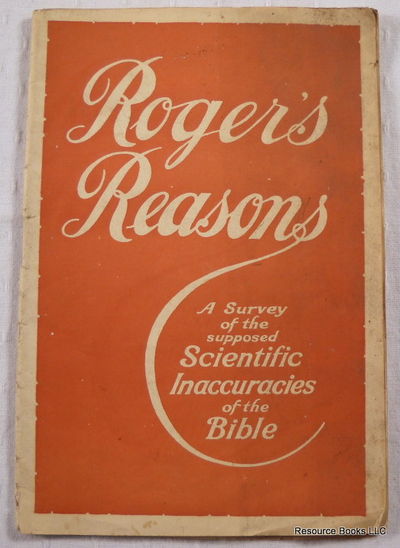 Roger's
Reasons
A Survey
of the
supposed
Scientific
Inaccuracies
of the
Bible
Resource Books LLC